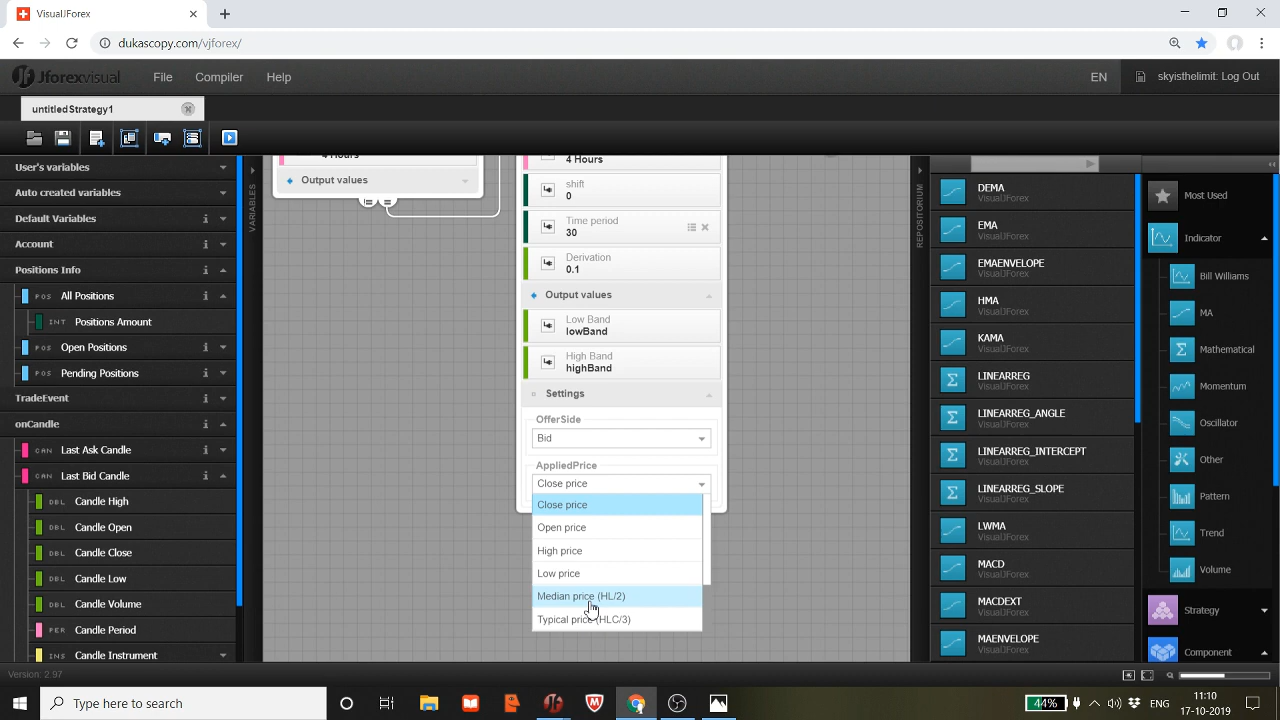 VisualJForex
dukascopy.com/vjforex/
Jforexvisual
File
Compiler
Help
EN
skyisthelimit: Log Out
untitledStrategy1
User's variables
Auto created variables
Default Variables
Account
Positions Info
POS All Positions
INT Positions Amount
POS Open Positions
POS Pending Positions
TradeEvent
onCandle
CAN Last Ask Candle
CAN Last Bid Candle
DBL Candle High
DBL Candle Open
DBL Candle Close
DBL Candle Low
DBL Candle Volume
PER Candle Period
INS Candle Instrument
VARIABLES
4 Hours
Output values
4 Hours
shift
0
Time period
30
Derivation
0.1
Output values
Low Band
lowBand
High Band
highBand
Settings
OfferSide
Bid
AppliedPrice
Close price
Close price
Open price
High price
Low price
Median price (HL/2)
Typical price (HLC/3)
REPOSITORIUM
DEMA
VisualJForex
EMA
VisualJForex
EMAENVELOPE
VisualJForex
HMA
VisualJForex
KAMA
VisualJForex
LINEARREG
VisualJForex
LINEARREG_ANGLE
VisualJForex
LINEARREG_INTERCEPT
VisualJForex
LINEARREG_SLOPE
VisualJForex
LWMA
VisualJForex
MACD
VisualJForex
MACDEXT
VisualJForex
MAENVELOPE
VisualJForex
Most Used
Indicator
Bill Williams
MA
Mathematical
Momentum
Oscillator
Other
Pattern
Trend
Volume
Strategy
Component
Version: 2.97
Type here to search
44%
ENG
11:10
17-10-2019